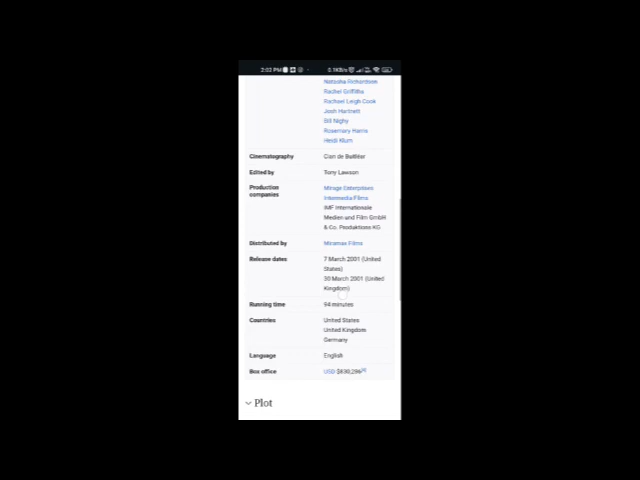 2:02 PM
Natasha Richardson
Rachel Griffiths
Rachael Leigh Cook
Josh Hartnett
Bill Nighy
Rosemary Harris
Heidi Klum
Cinematography Cian de Buitléar
Edited by Tony Lawson
Production companies Mirage Enterprises
Intermedia Films
IMF Internationale
Medien und Film GmbH
& Co. Produktions KG
Distributed by Miramax Films
Release dates 7 March 2001 (United
States)
30 March 2001 (United
Kingdom)
Running time 94 minutes
Countries United States
United Kingdom
Germany
Language English
Box office USD $830,296
Plot